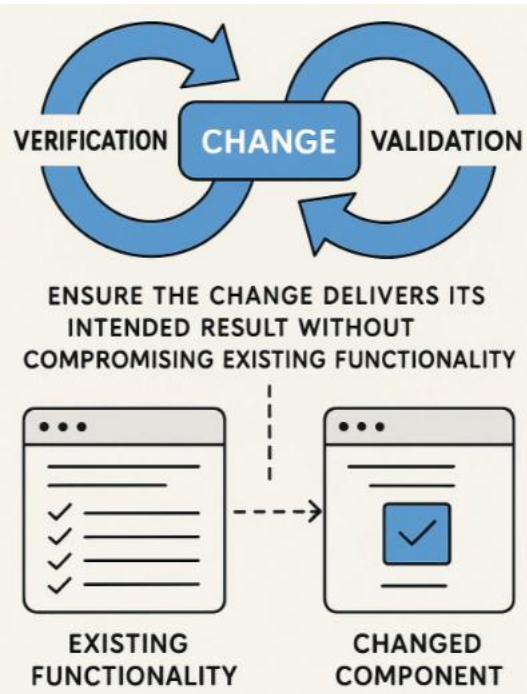 VERIFICATION
CHANGE
VALIDATION
ENSURE THE CHANGE DELIVERS ITS
INTENDED RESULT WITHOUT
COMPROMISING EXISTING FUNCTIONALITY
EXISTING
FUNCTIONALITY
CHANGED
COMPONENT